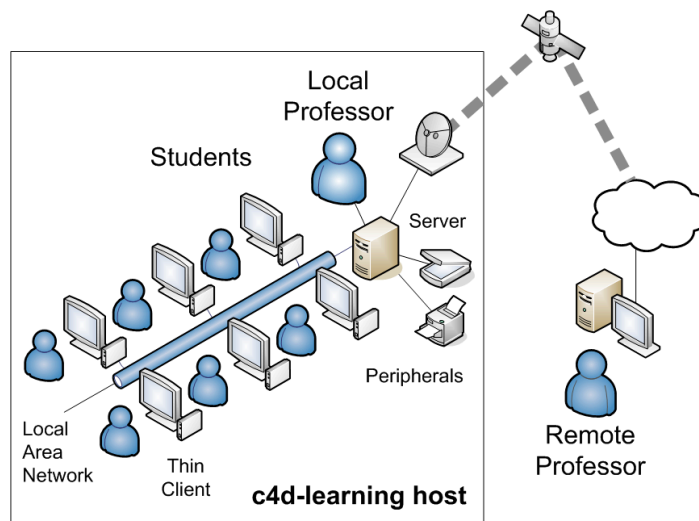 Local
Professor
Students
Server
Peripherals
Local
Area
Network
Thin
Client
c4d-learning host
Remote
Professor